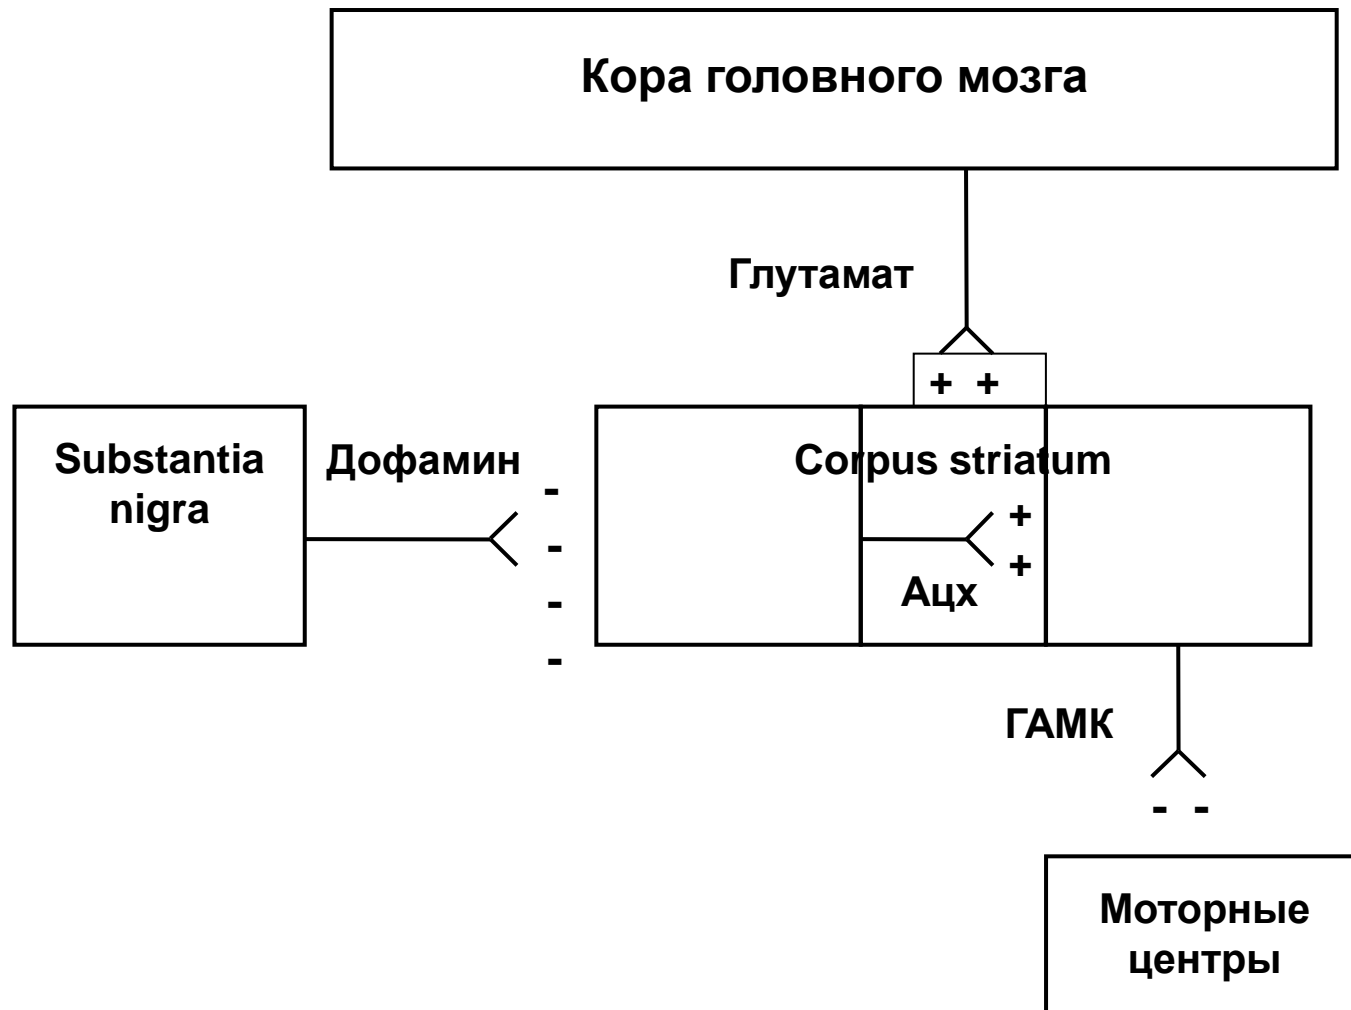 Кора головного мозга
Глутамат
+ +
Substantia
nigra
Дофамин
-
-
-
-
Corpus striatum
+
+
Ацх
ГАМК
- -
Моторные
центры